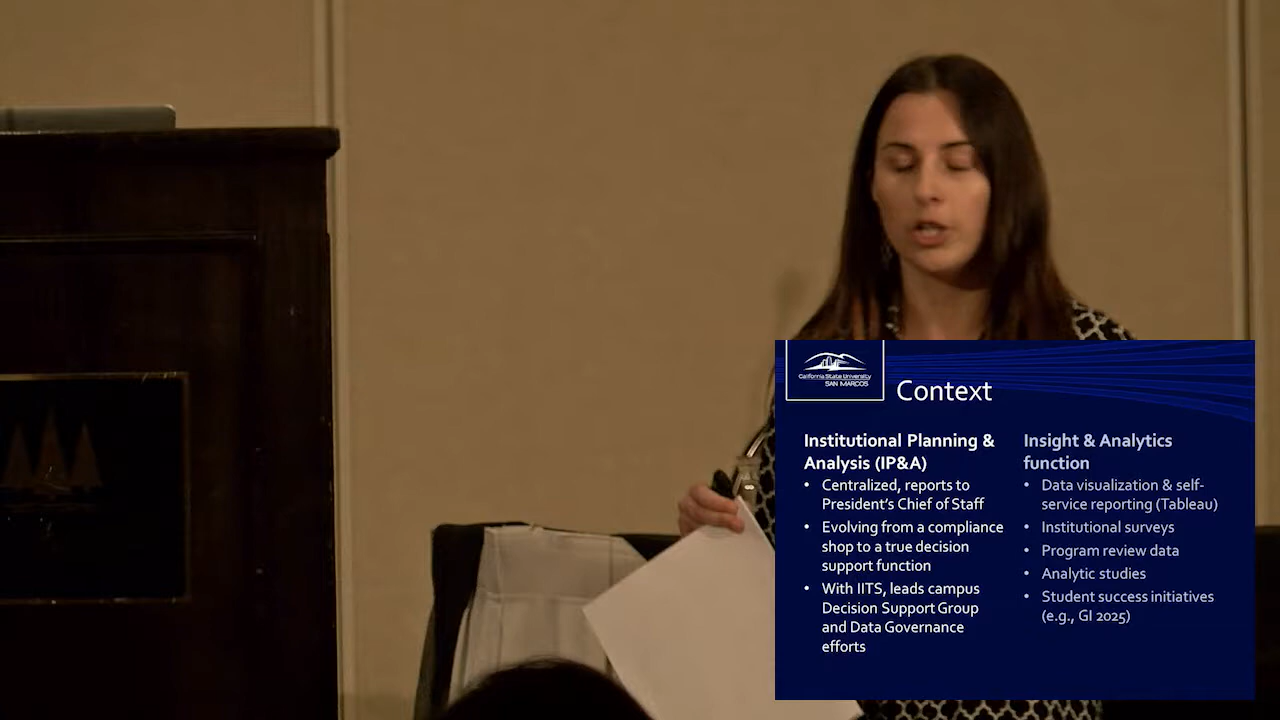 California State University
SAN MARCOS
Context
Institutional Planning &
Analysis (IP&A)
• Centralized, reports to
President's Chief of Staff
• Evolving from a compliance
shop to a true decision
support function
• With IITS, leads campus
Decision Support Group
and Data Governance
efforts
Insight & Analytics
function
• Data visualization & self-
service reporting (Tableau)
• Institutional surveys
• Program review data
• Analytic studies
• Student success initiatives
(e.g., GI 2025)